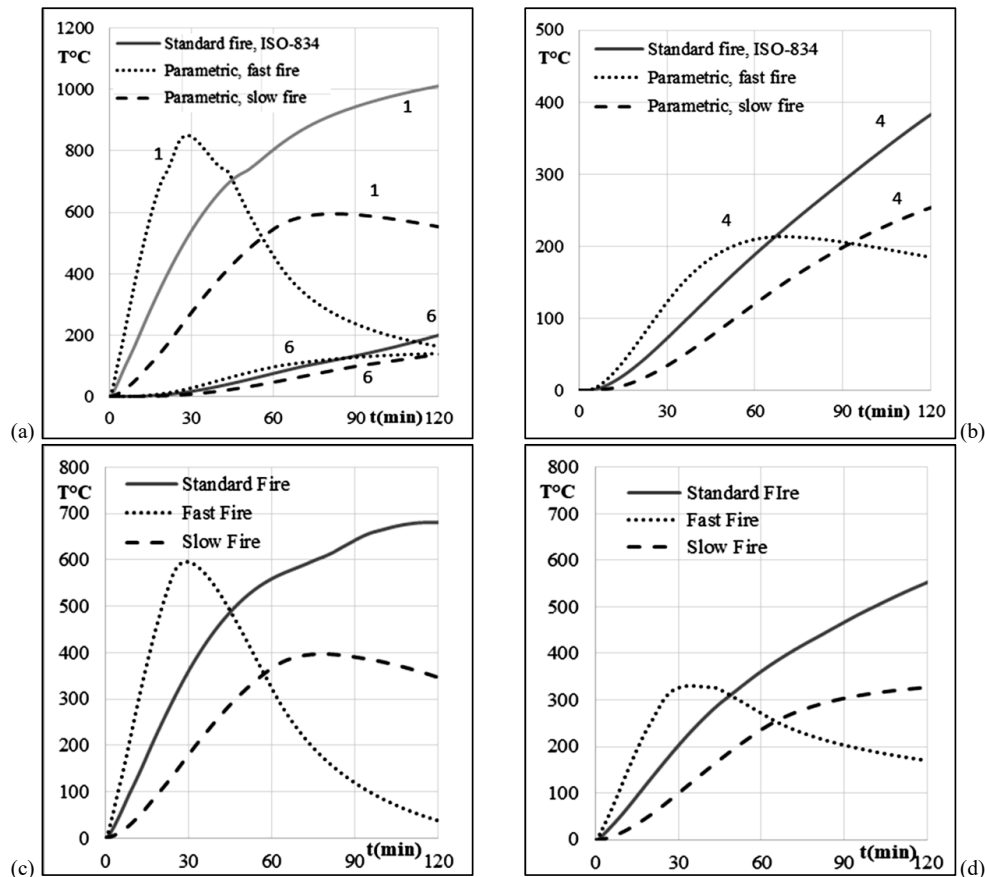 1200
T°C
1000
800
600
400
200
0
Standard fire, ISO-834
Parametric, fast fire
Parametric, slow fire
1
1
1
6
6
6
0 30 60 90 t(min) 120
(a)
500
T°C
400
300
200
100
0
Standard fire, ISO-834
Parametric, fast fire
Parametric, slow fire
4
4
4
0 30 60 90 t(min) 120
(b)
800
T°C
700
600
500
400
300
200
100
0
Standard Fire
Fast Fire
Slow Fire
0 30 60 90 t(min) 120
(c)
800
T°C
700
600
500
400
300
200
100
0
Standard FIre
Fast Fire
Slow Fire
0 30 60 90 t(min) 120
(d)